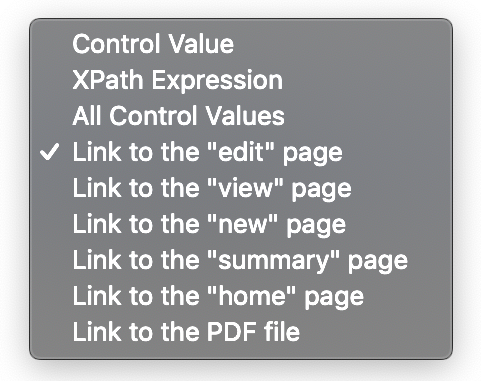 Control Value
XPath Expression
All Control Values
✓ Link to the "edit" page
Link to the "view" page
Link to the "new" page
Link to the "summary" page
Link to the "home" page
Link to the PDF file